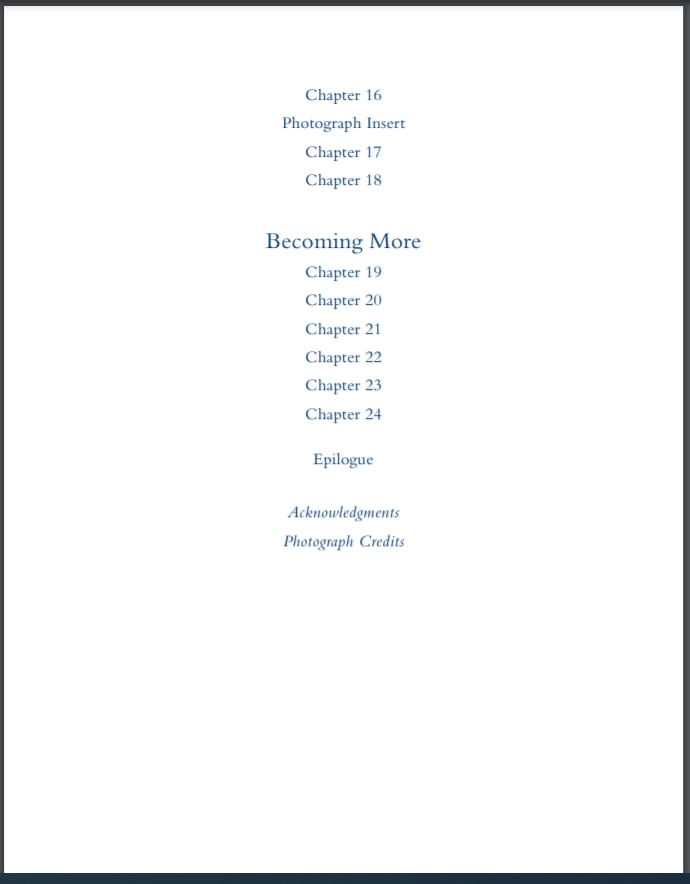 Chapter 16
Photograph Insert
Chapter 17
Chapter 18
Becoming More
Chapter 19
Chapter 20
Chapter 21
Chapter 22
Chapter 23
Chapter 24
Epilogue
Acknowledgments
Photograph Credits